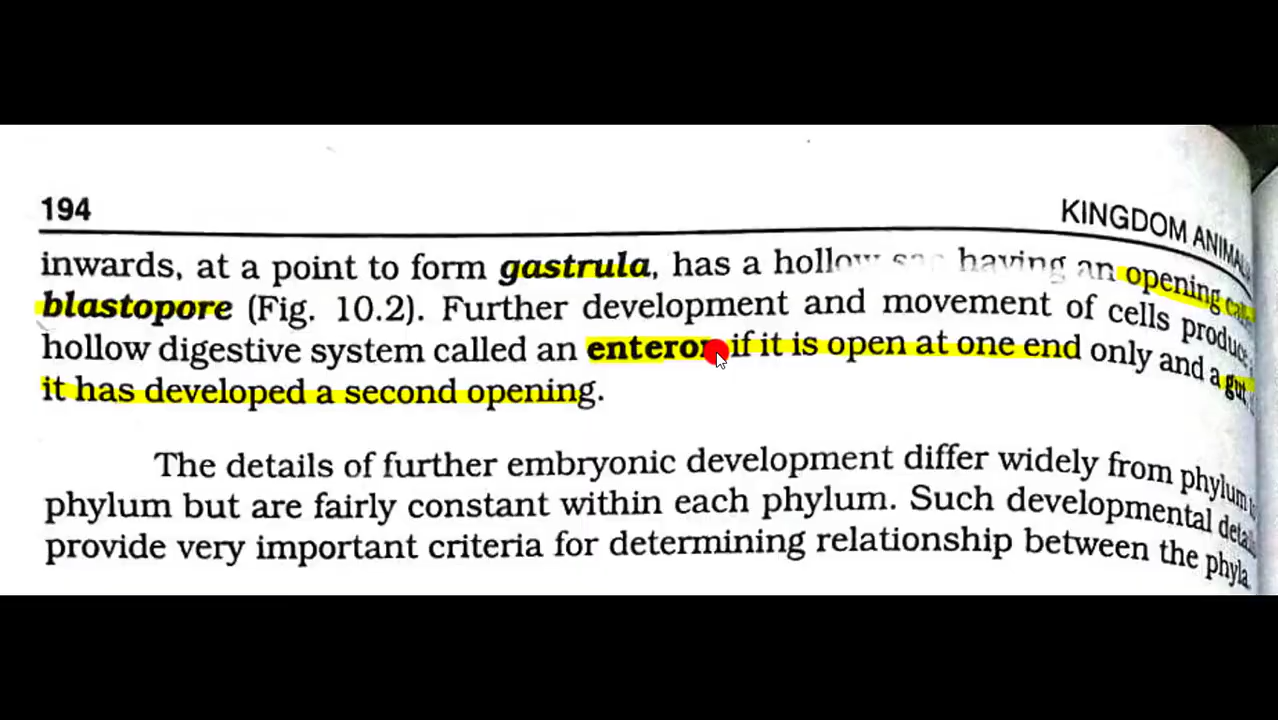 194
KINGDOM
inwards, at a point to form gastrula, has a hollow having an opening
blastopore (Fig. 10.2). Further development and movement of cells
hollow digestive system called an if it is open at one end only and a gut
it has developed a second opening.
The details of further embryonic development differ widely from phylum
phylum but are fairly constant within each phylum. Such developmental
provide very important criteria for determining relationship between the phyla